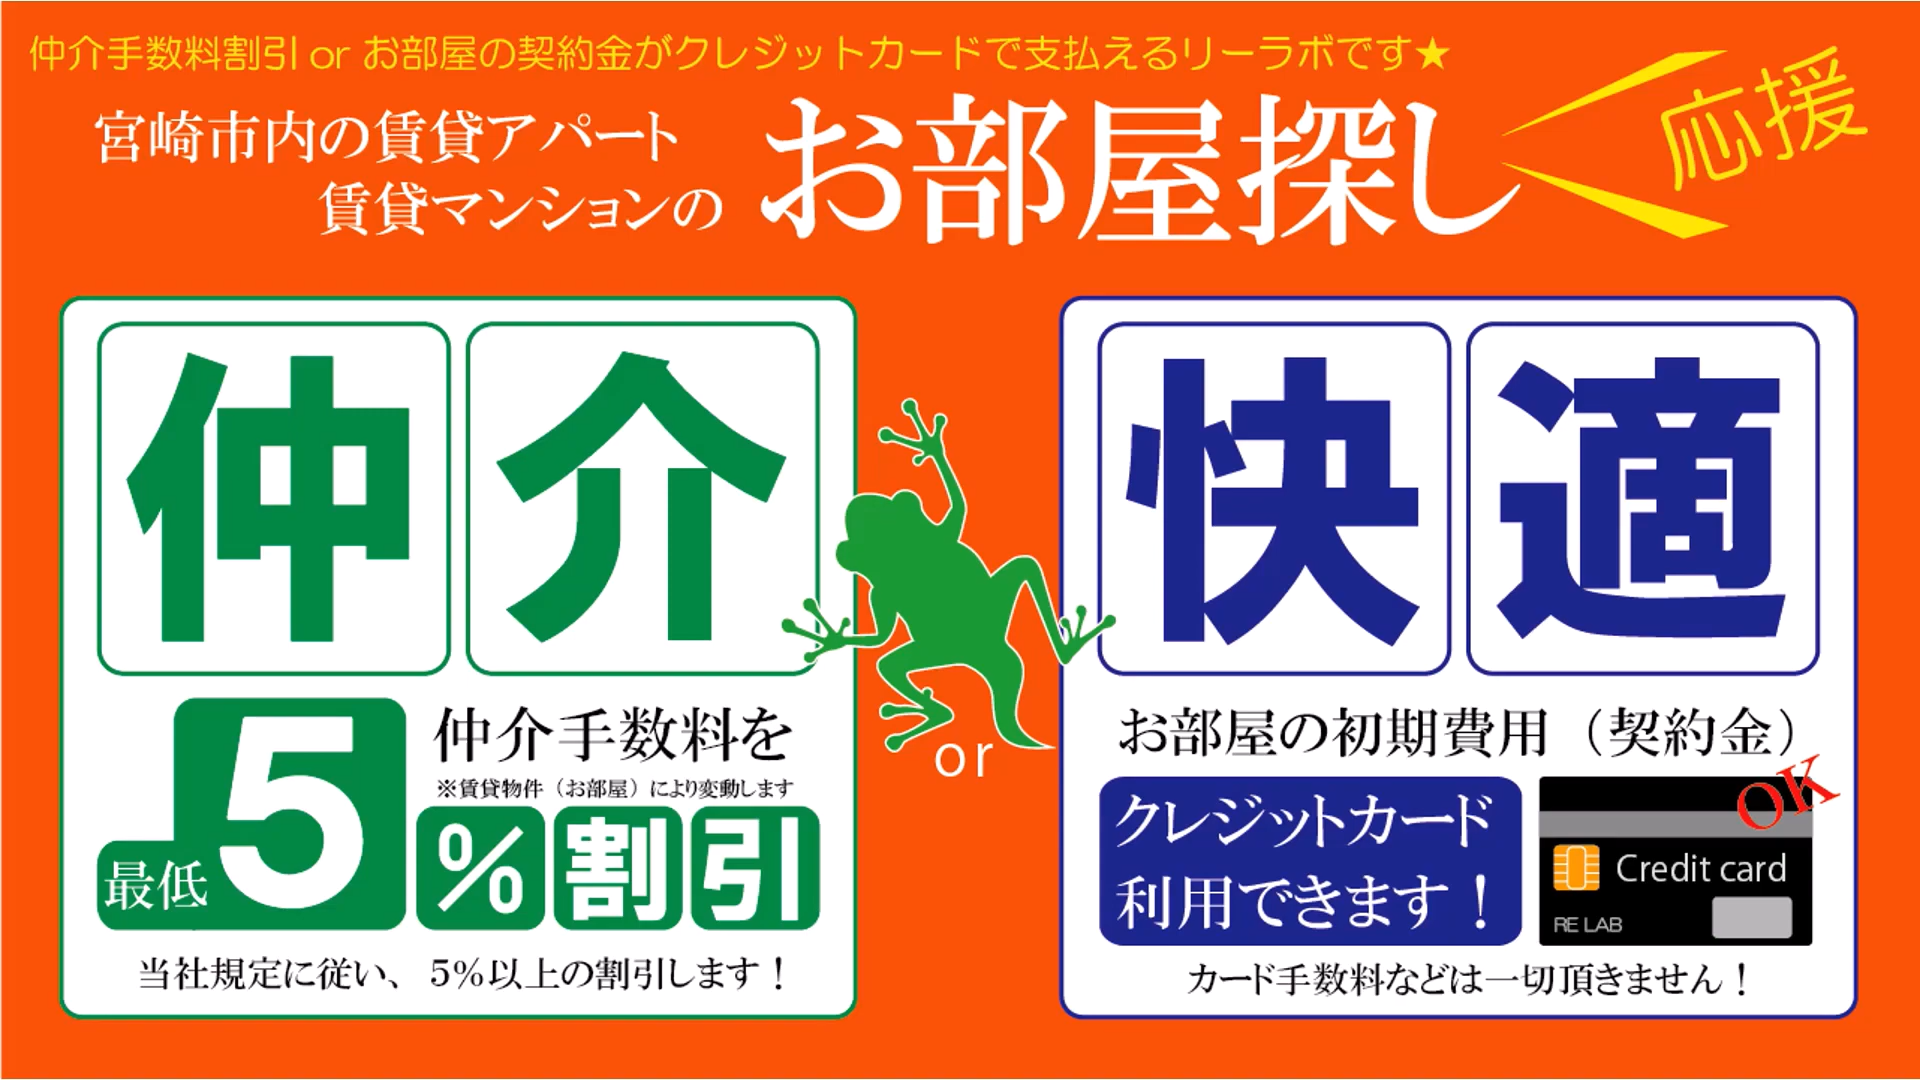 仲介手数料割引 or お部屋の契約金がクレジットカードで支払えるリーラボです★
宮崎市内の賃貸アパート
賃貸マンションの
お部屋探し
応援
仲介
最低5%割引
仲介手数料を
※賃貸物件（お部屋）により変動します
当社規定に従い、5%以上の割引します！
or
快適
お部屋の初期費用（契約金）
クレジットカード
利用できます！
OK
Credit card
RE LAB
カード手数料などは一切頂きません！